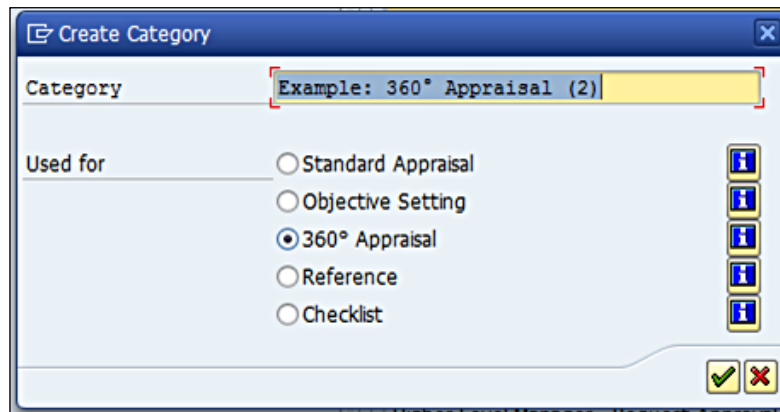 Create Category
Category Example: 360° Appraisal (2)
Used for Standard Appraisal
Objective Setting
360° Appraisal
Reference
Checklist